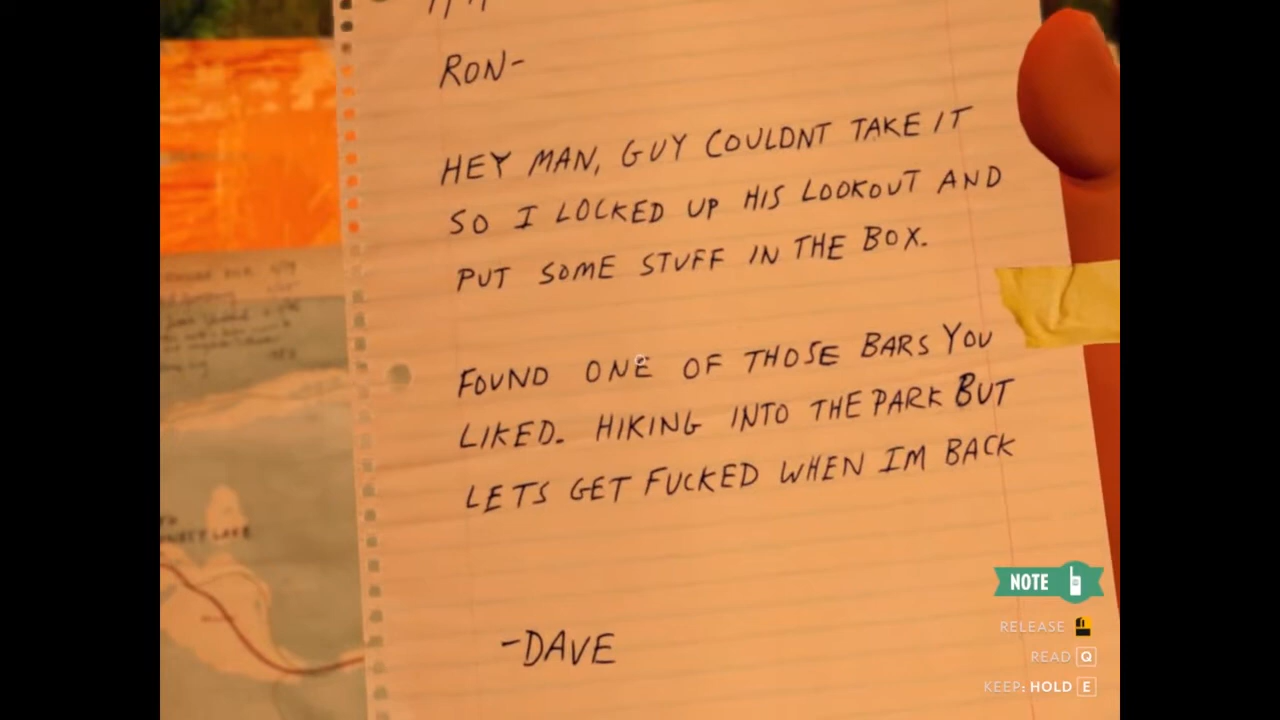 RON-
HEY MAN, GUY COULDNT TAKE IT
SO I LOCKED UP HIS LOOKOUT AND
PUT SOME STUFF IN THE BOX.
FOUND ONE OF THOSE BARS YOU
LIKED. HIKING INTO THE PARK BUT
LETS GET FUCKED WHEN IM BACK
-DAVE
NOTE
RELEASE
READ Q
KEEP: HOLD E